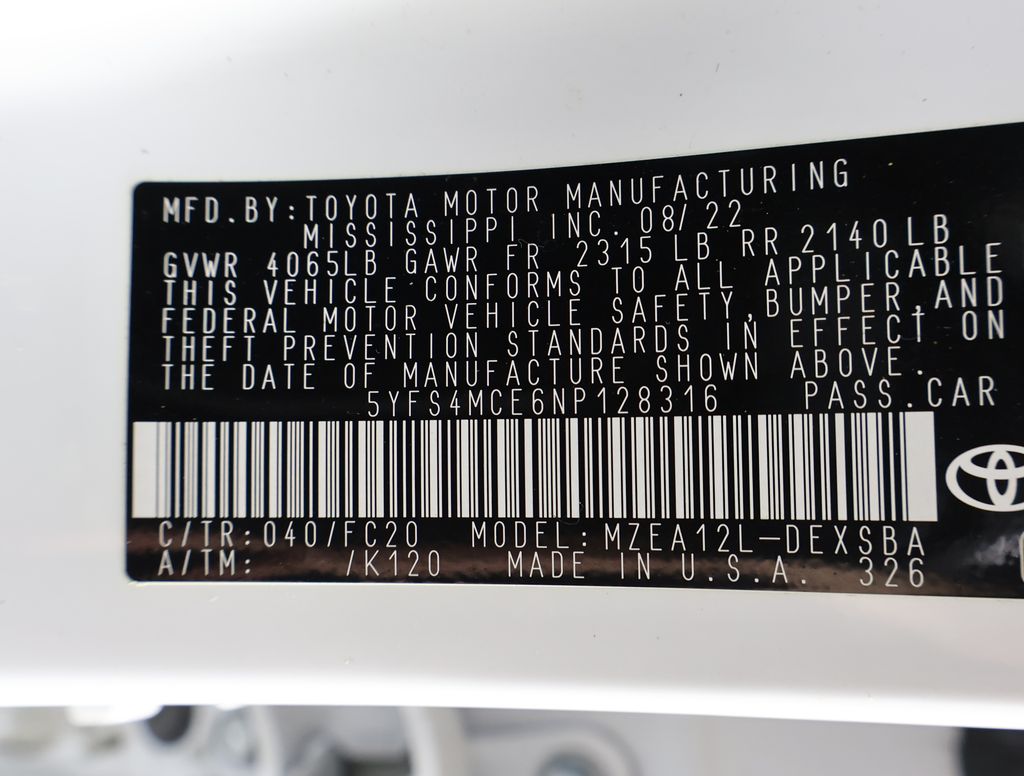 MFD.BY:TOYOTA MOTOR MANUFACTURING
MISSISSIPPI INC. 08/22
GVWR 4065LB GAWR FR 2315 LB RR 2140 LB
THIS VEHICLE CONFORMS TO ALL APPLICABLE
FEDERAL MOTOR VEHICLE SAFETY,BUMPER,AND
THEFT PREVENTION STANDARDS IN EFFECT ON
THE DATE OF MANUFACTURE SHOWN ABOVE.
5YFS4MCE6NP128316 PASS.CAR
C/TR:040/FC20 MODEL:MZEA12L-DEXSBA
A/TM: /K120 MADE IN U.S.A. 326